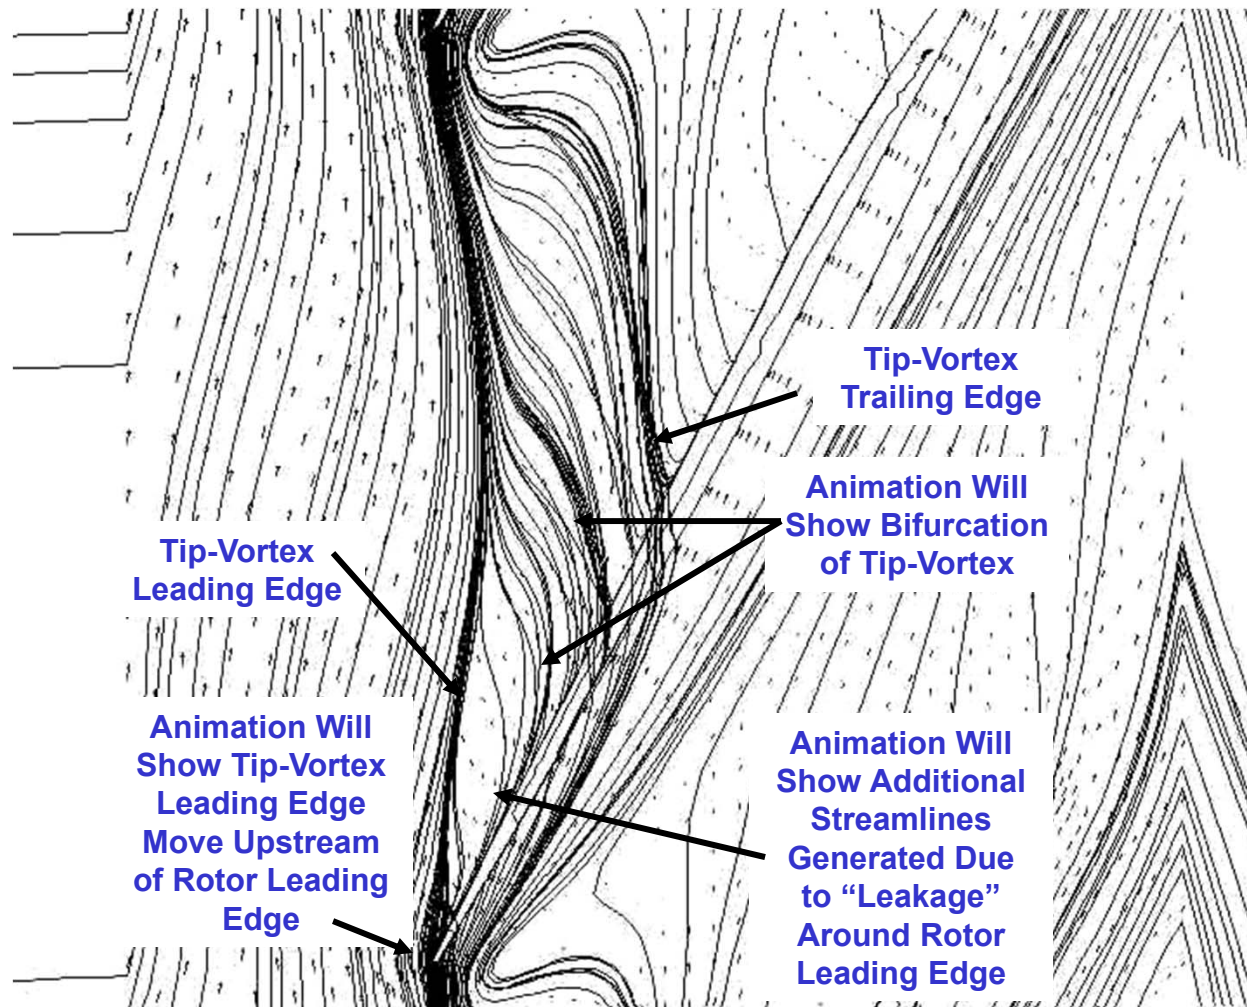 Tip-Vortex
Trailing Edge
Animation Will
Show Bifurcation
of Tip-Vortex
Tip-Vortex
Leading Edge
Animation Will
Show Tip-Vortex
Leading Edge
Move Upstream
of Rotor Leading
Edge
Animation Will
Show Additional
Streamlines
Generated Due
to “Leakage”
Around Rotor
Leading Edge